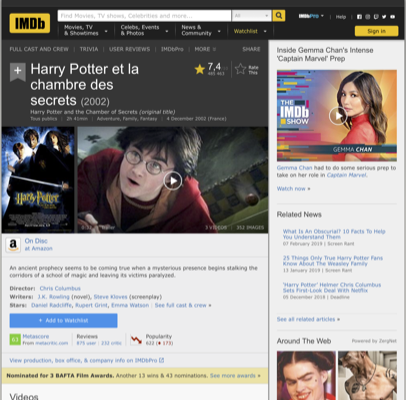 IMDb
Find Movies, TV shows, Celebrities and more...
All
IMDbPro
Help
Movies, TV & Showtimes
Celebs, Events & Photos
News & Community
Watchlist
Sign in
FULL CAST AND CREW | TRIVIA | USER REVIEWS | IMDbPro | MORE
SHARE
Harry Potter et la
chambre des
secrets (2002)
7,4
Rate This
Harry Potter and the Chamber of Secrets (original title)
Tous publics | 2h 41min | Adventure, Family, Fantasy | 4 December 2002 (France)
Harry Potter
Trailer
3 VIDEOS
352 IMAGES
On Disc
at Amazon
An ancient prophecy seems to be coming true when a mysterious presence begins stalking the
corridors of a school of magic and leaving its victims paralyzed.
Director: Chris Columbus
Writers: J.K. Rowling (novel), Steve Kloves (screenplay)
Stars: Daniel Radcliffe, Rupert Grint, Emma Watson | See full cast & crew »
+ Add to Watchlist
63
Metascore
From metacritic.com
Reviews
875 user | 232 critic
Popularity
622 ( 173)
View production, box office, & company info on IMDbPro
Nominated for 3 BAFTA Film Awards. Another 13 wins & 43 nominations. See more awards »
Videos
Inside Gemma Chan's Intense
'Captain Marvel' Prep
THE
IMDb
SHOW
GEMMA CHAN
Gemma Chan had to do some serious prep
to take on her role in Captain Marvel.
Watch now »
Related News
What Is An Obscurial? 10 Facts To Help
You Understand Them
07 February 2019 | Screen Rant
25 Things Only True Harry Potter Fans
Know About The Weasley Family
13 January 2019 | Screen Rant
'Harry Potter' Helmer Chris Columbus
Sets First-Look Deal With Netflix
05 December 2018 | Deadline
See all related articles »
Around The Web
Powered by ZergNet